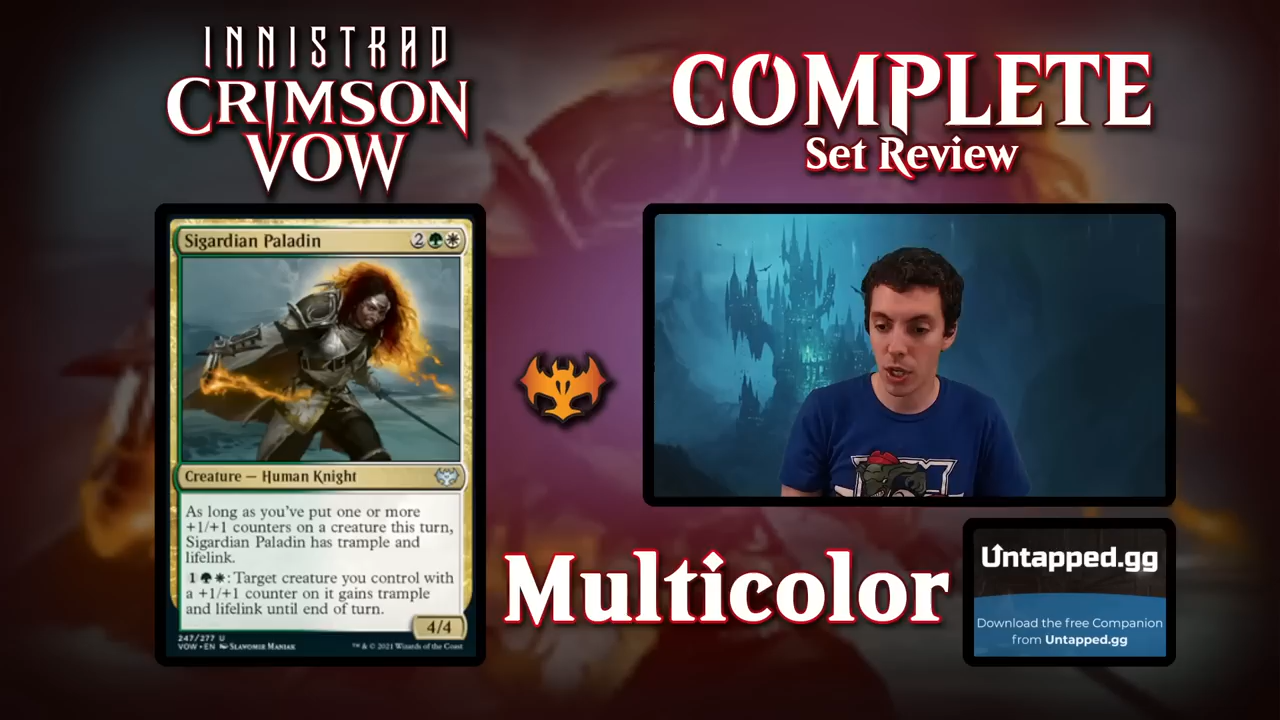 INNISTRAD
CRIMSON
VOW
COMPLETE
Set Review
Sigardian Paladin 2
Creature — Human Knight
As long as you've put one or more
+1/+1 counters on a creature this turn,
Sigardian Paladin has trample and
lifelink.
1 : Target creature you control with
a +1/+1 counter on it gains trample
and lifelink until end of turn.
4/4
247/277 U
VOW • EN SLAWOMIR MANIAK
™ & © 2021 Wizards of the Coast
Multicolor
Untapped.gg
Download the free Companion
from Untapped.gg